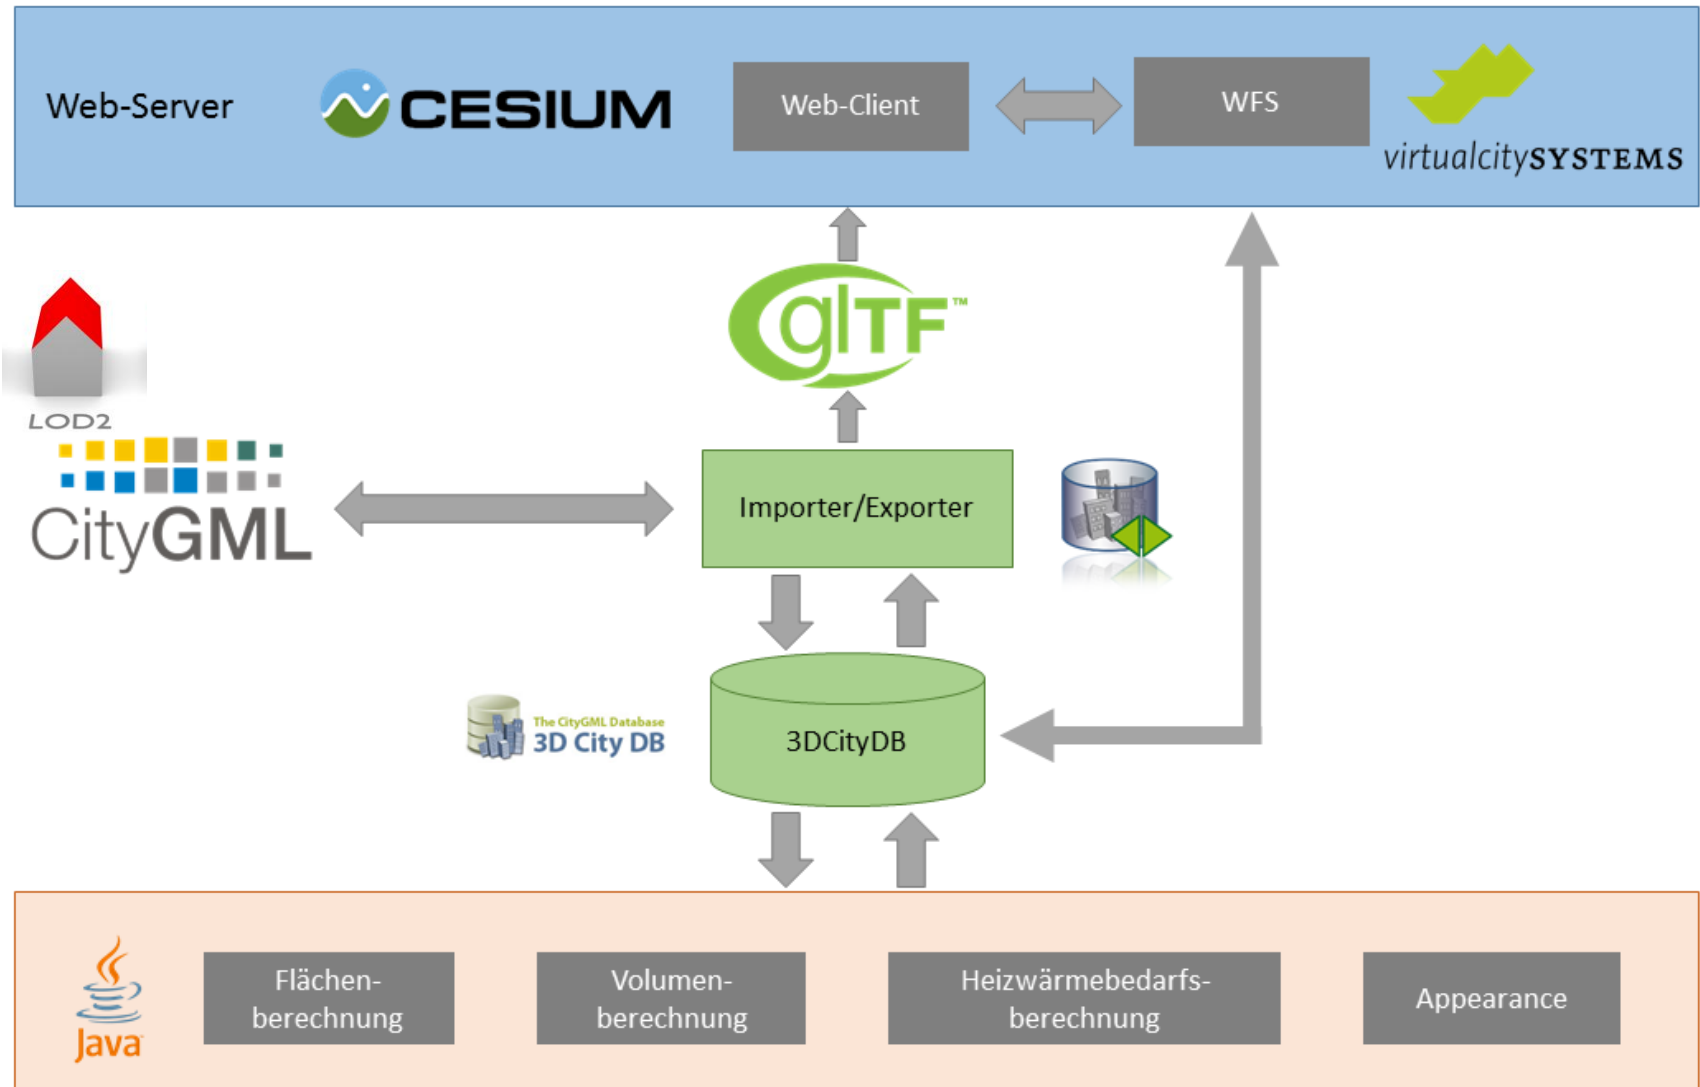 Web-Server
CESIUM
Web-Client
WFS
virtualcitySYSTEMS
glTF™
LOD2
CityGML
Importer/Exporter
The CityGML Database
3D City DB
3DCityDB
Java
Flächen-
berechnung
Volumen-
berechnung
Heizwärmebedarfs-
berechnung
Appearance